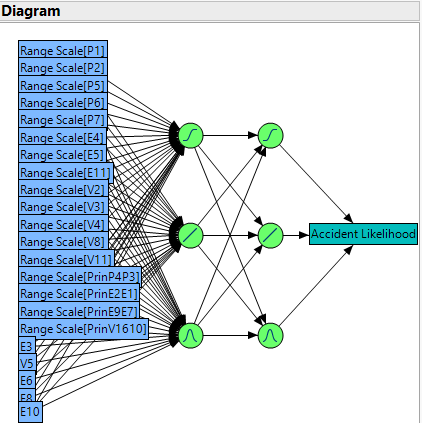 Diagram
Range Scale[P1]
Range Scale[P2]
Range Scale[P5]
Range Scale[P6]
Range Scale[P7]
Range Scale[E4]
Range Scale[E5]
Range Scale[E11]
Range Scale[V2]
Range Scale[V3]
Range Scale[V4]
Range Scale[V8]
Range Scale[V11]
Range Scale[PrinP4P3]
Range Scale[PrinE2E1]
Range Scale[PrinE9E7]
Range Scale[PrinV1610]
E3
V5
E6
E8
E10
Accident Likelihood